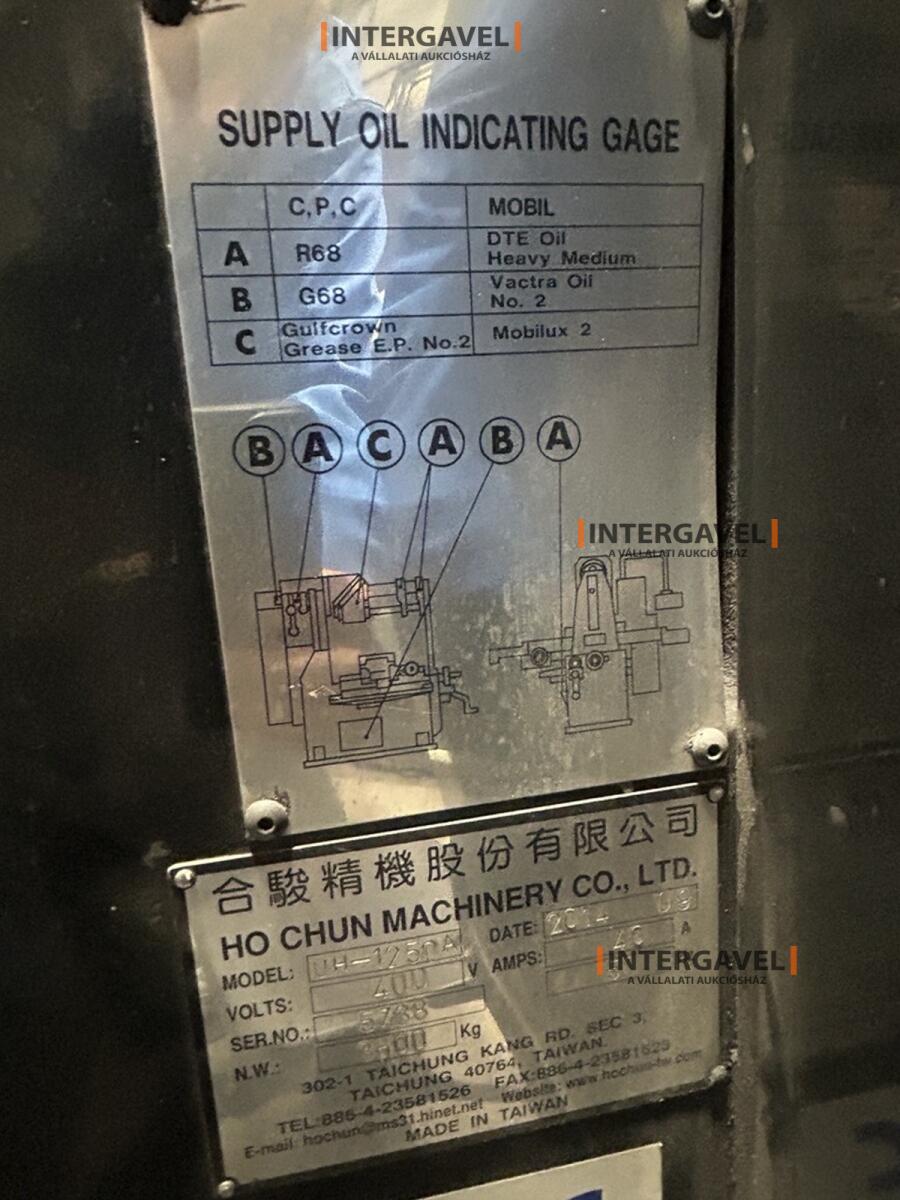 INTERGAVEL
A VÁLLALATI AUKCIÓSHÁZ
SUPPLY OIL INDICATING GAGE
C,P,C MOBIL
A R68 DTE Oil Heavy Medium
B G68 Vactra Oil No. 2
C Gulfcrown Grease E.P. No.2 Mobilux 2
B A C A B A
INTERGAVEL
A VÁLLALATI AUKCIÓSHÁZ
合駿精機股份有限公司
HO CHUN MACHINERY CO., LTD.
MODEL: DATE: 2014 09
VOLTS: 400 V AMPS: A
INTERGAVEL
A VÁLLALATI AUKCIÓSHÁZ
SER.NO.:
N.W.: Kg
302-1 TAICHUNG KANG RD. SEC 3,
TAICHUNG 40764, TAIWAN.
TEL:886-4-23581526 FAX:886-4-23581529
E-mail: hochun@ms31.hinet.net Website: www.hochun-tw.com
MADE IN TAIWAN